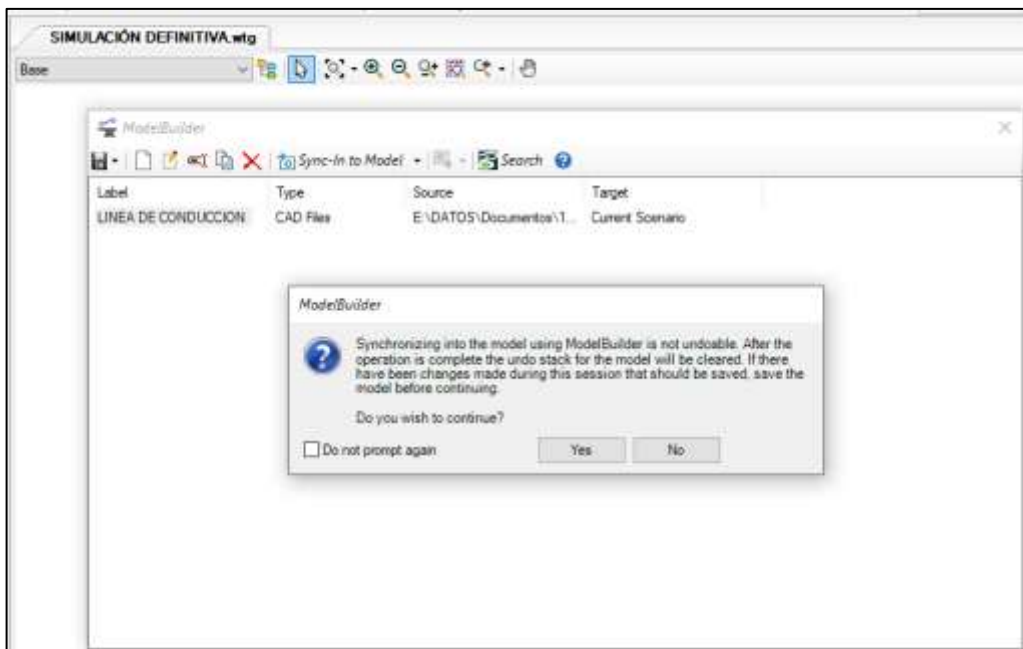 SIMULACIÓN DEFINITIVA.wtg
Base
ModelBuilder
Sync-In to Model Search
Label Type Source Target
LINEA DE CONDUCCION CAD Files E:\DATOS\Documentos\1... Current Scenario
ModelBuilder
Synchronizing into the model using ModelBuilder is not undoable. After the
operation is complete the undo stack for the model will be cleared. If there
have been changes made during this session that should be saved, save the
model before continuing.
Do you wish to continue?
Do not prompt again Yes No